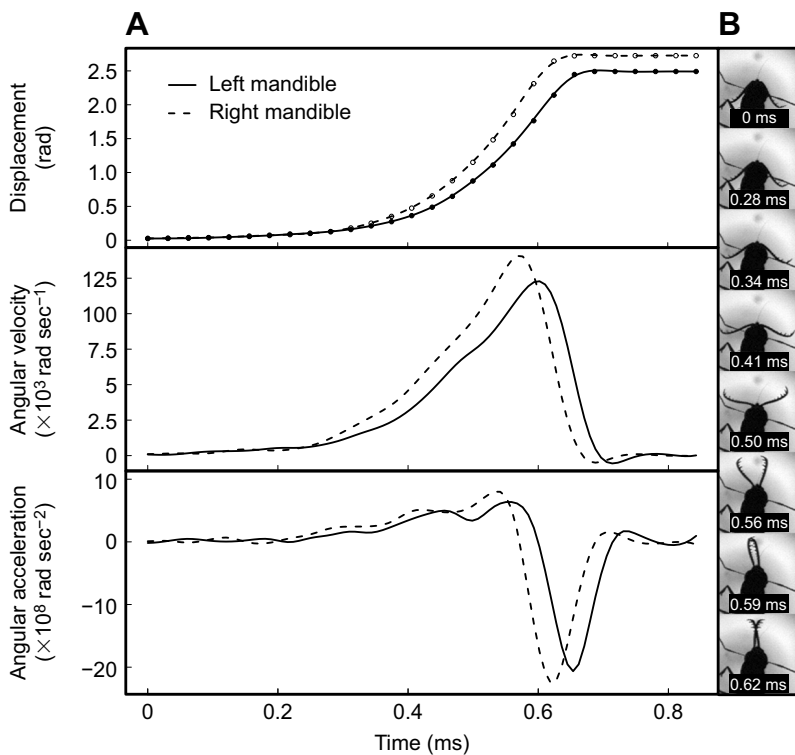 A
B
Displacement
(rad)
2.5
2.0
1.5
1.0
0.5
0
Left mandible
Right mandible
Angular velocity
(×10³ rad sec⁻¹)
125
100
7.5
5.0
2.5
0
Angular acceleration
(×10⁸ rad sec⁻²)
10
0
−10
−20
0
0.2
0.4
0.6
0.8
Time (ms)
0 ms
0.28 ms
0.34 ms
0.41 ms
0.50 ms
0.56 ms
0.59 ms
0.62 ms